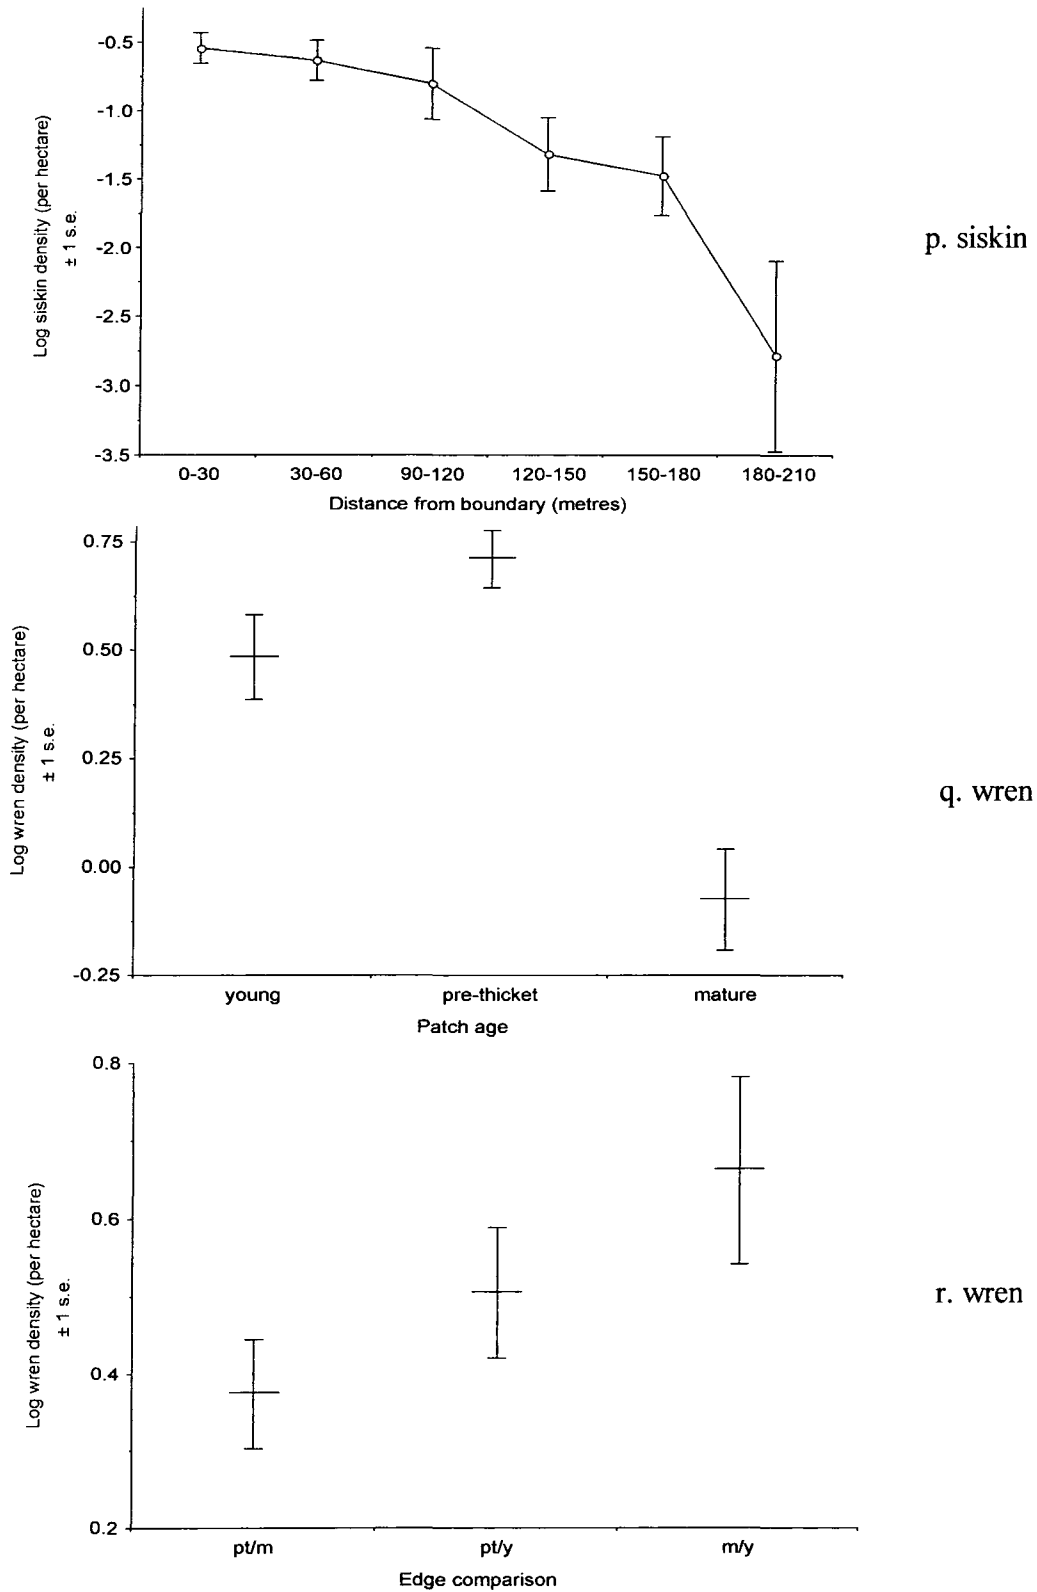 -0.5
-1.0
-1.5
-2.0
-2.5
-3.0
-3.5
Log siskin density (per hectare)
± 1 s.e.
0-30 30-60 90-120 120-150 150-180 180-210
Distance from boundary (metres)
p. siskin
0.75
0.50
0.25
0.00
-0.25
Log wren density (per hectare)
± 1 s.e.
young pre-thicket mature
Patch age
q. wren
0.8
0.6
0.4
0.2
Log wren density (per hectare)
± 1 s.e.
pt/m pt/y m/y
Edge comparison
r. wren